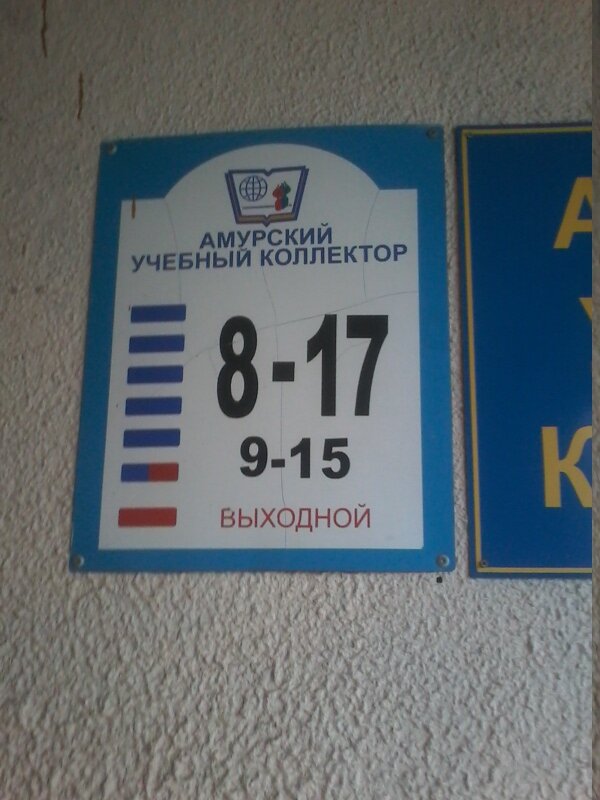 АМУРСКИЙ
УЧЕБНЫЙ КОЛЛЕКТОР
8-17
9-15
ВЫХОДНОЙ
А
К